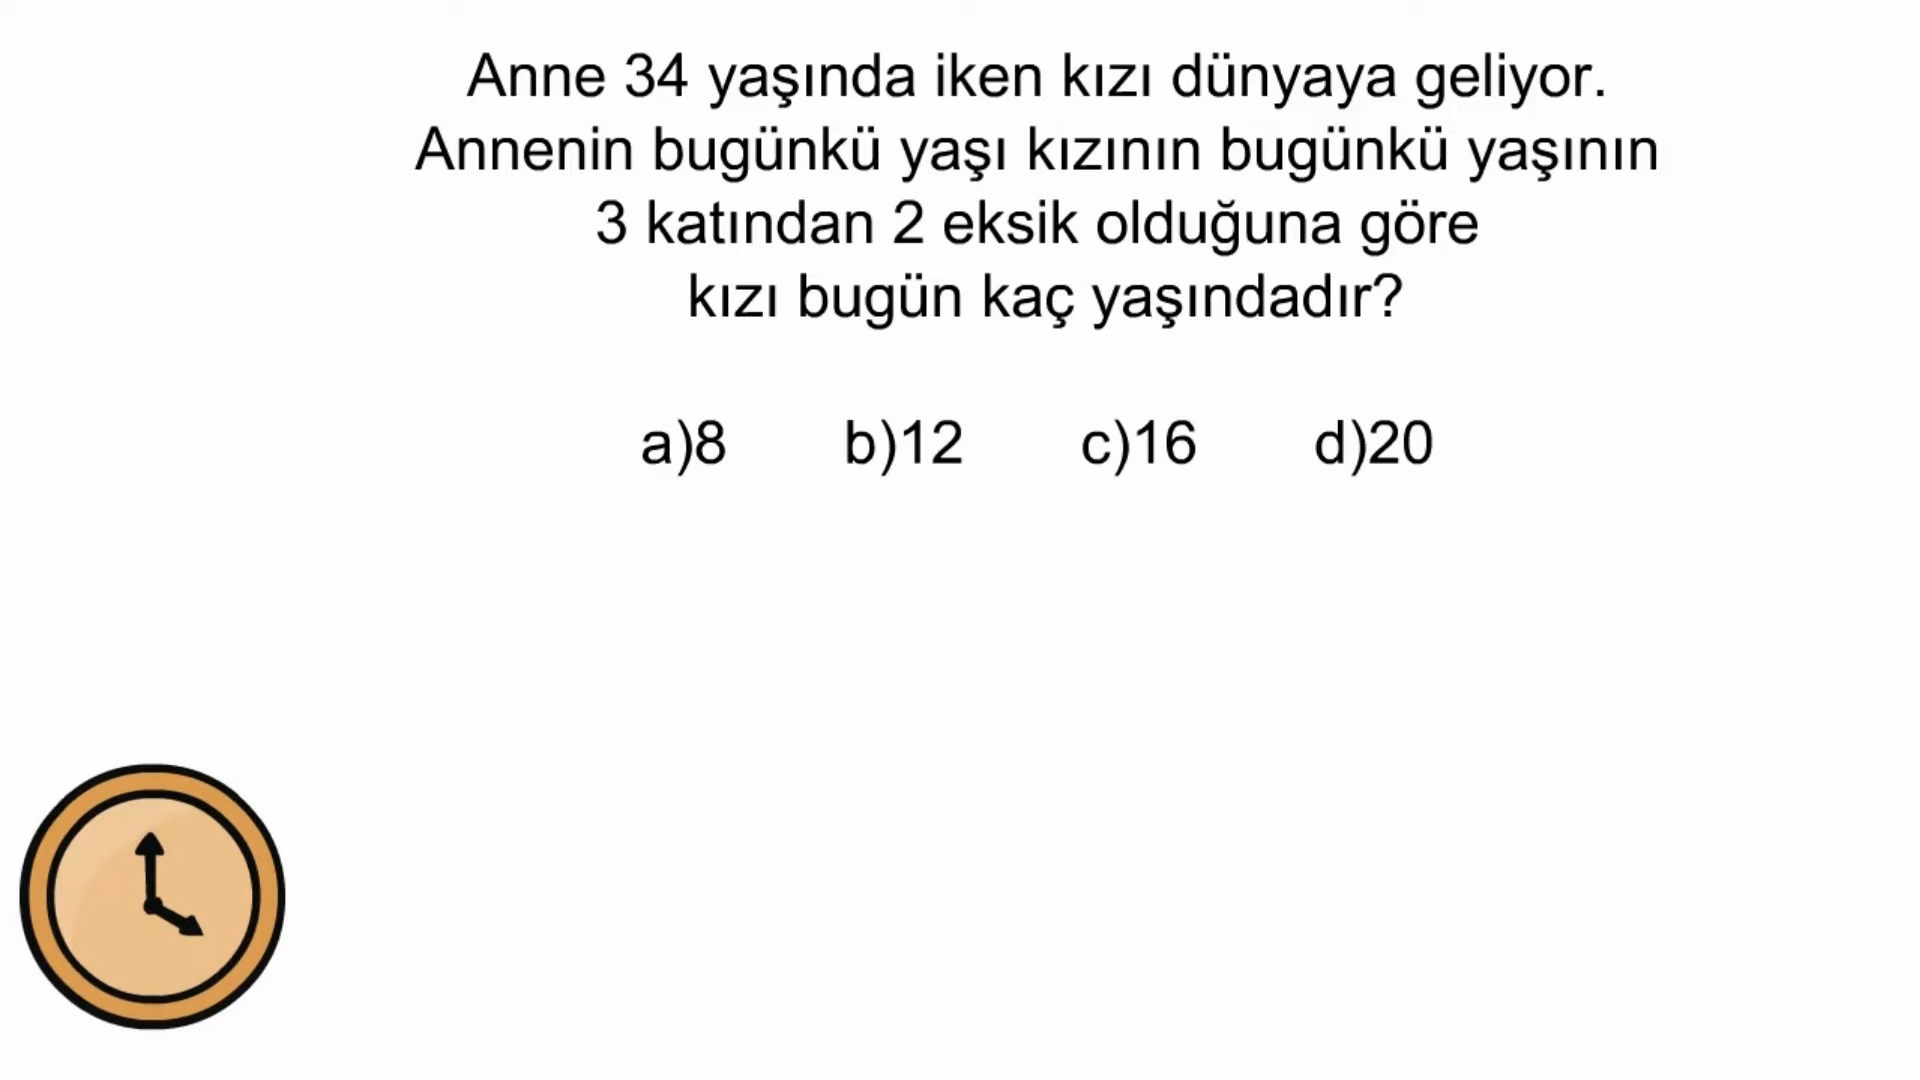 Anne 34 yaşında iken kızı dünyaya geliyor.
Annenin bugünkü yaşı kızının bugünkü yaşının
3 katından 2 eksik olduğuna göre
kızı bugün kaç yaşındadır?
a)8 b)12 c)16 d)20